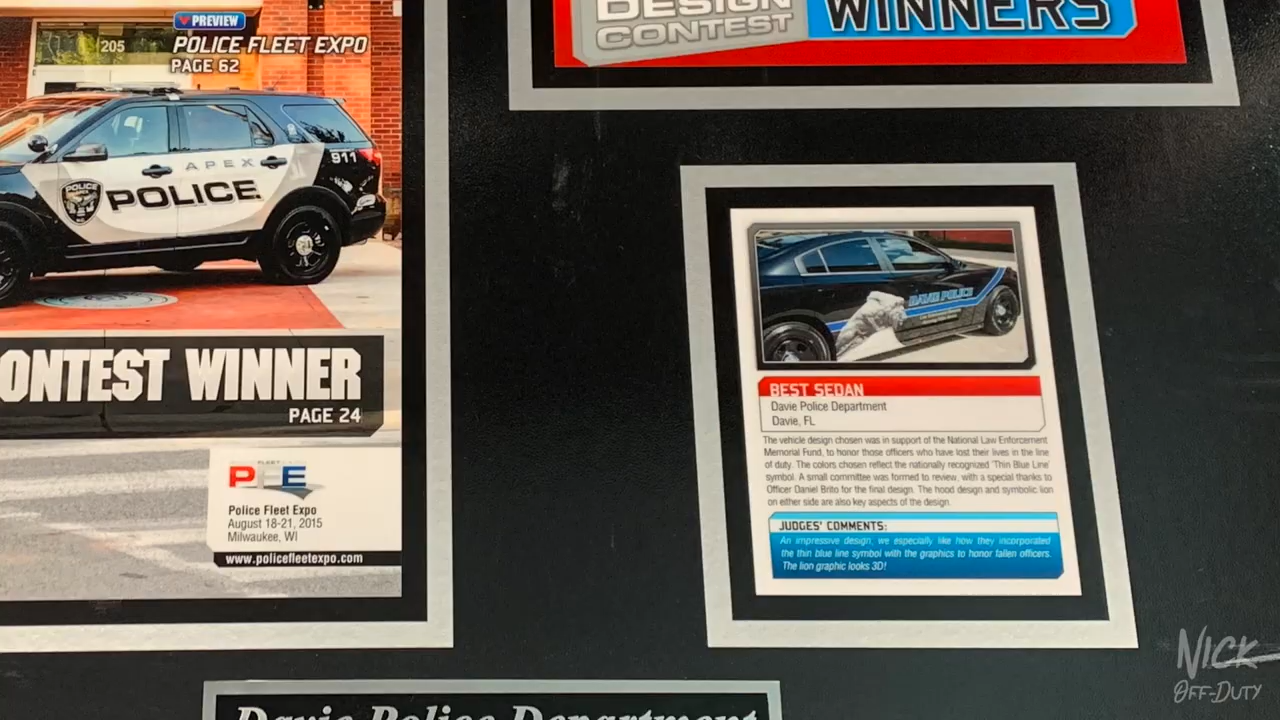 PREVIEW
205
POLICE FLEET EXPO
PAGE 62
APEX
911
POLICE
POLICE
ONTEST WINNER
PAGE 24
PFE
Police Fleet Expo
August 18-21, 2015
Milwaukee, WI
www.policefleetexpo.com
DESIGN
CONTEST
WINNERS
DAVIE POLICE
BEST SEDAN
Davie Police Department
Davie, FL
The vehicle design chosen was in support of the National Law Enforcement
Memorial Fund, to honor those officers who have lost their lives in the line
of duty. The colors chosen reflect the nationally recognized 'Thin Blue Line'
symbol. A small committee was formed to review, with a special thanks to
Officer Daniel Brito for the final design. The hood design and symbolic lion
on either side are also key aspects of the design.
JUDGES' COMMENTS:
An impressive design, we especially like how they incorporated
the thin blue line symbol with the graphics to honor fallen officers.
The lion graphic looks 3D!
Davie Police Department
NICK
OFF-DUTY